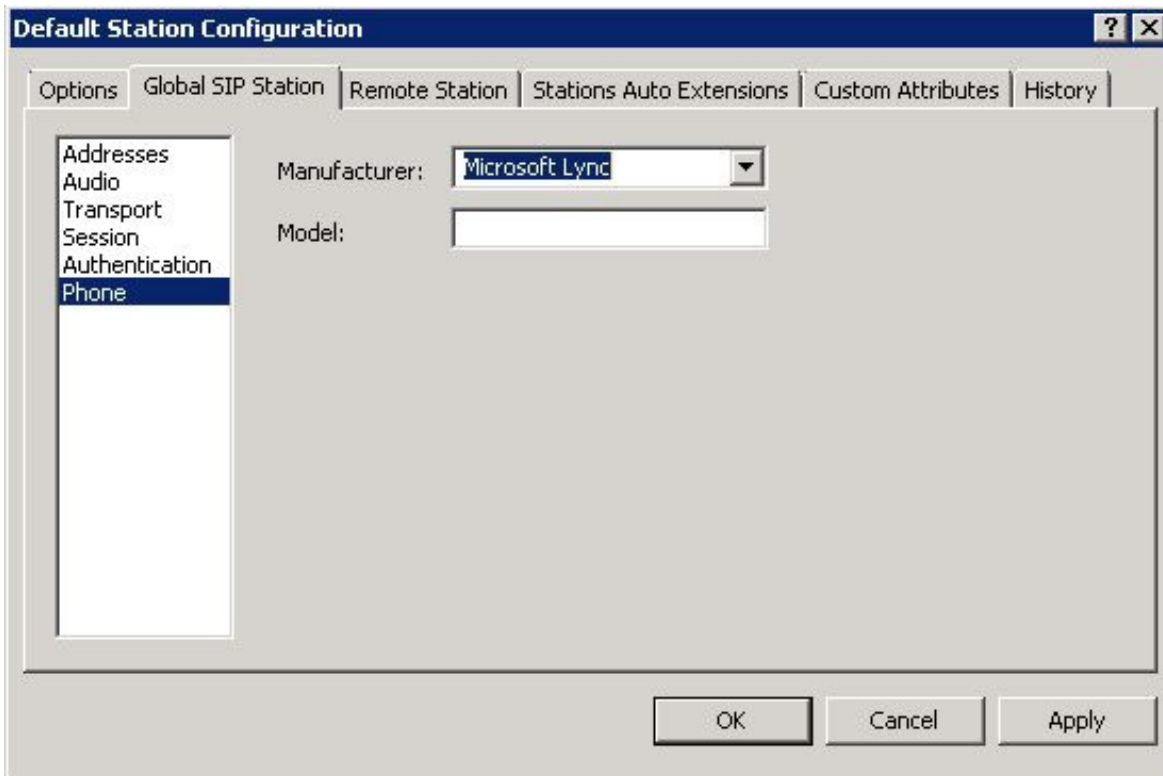 Default Station Configuration
Options Global SIP Station Remote Station Stations Auto Extensions Custom Attributes History
Addresses
Audio
Transport
Session
Authentication
Phone
Manufacturer: Microsoft Lync
Model:
OK Cancel Apply